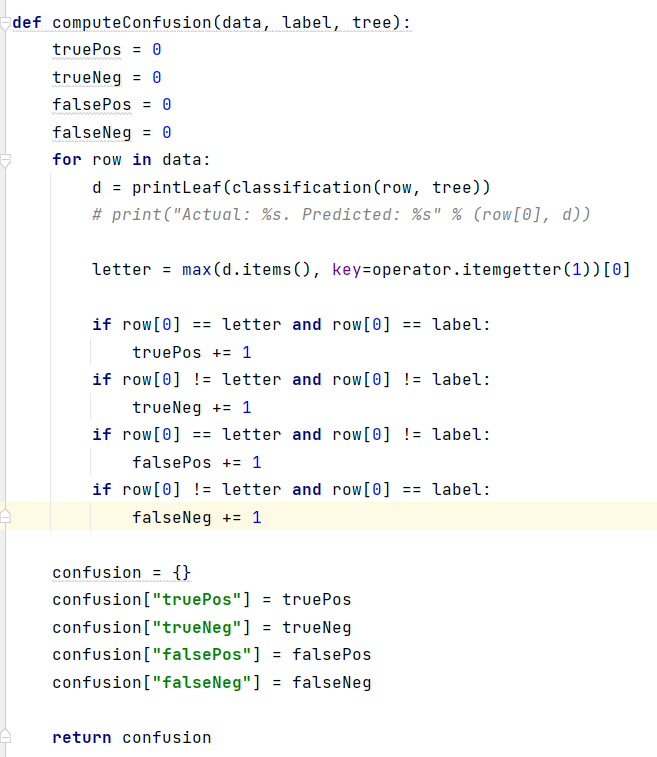 def computeConfusion(data, label, tree):
    truePos = 0
    trueNeg = 0
    falsePos = 0
    falseNeg = 0
    for row in data:
        d = printLeaf(classification(row, tree))
        # print("Actual: %s. Predicted: %s" % (row[0], d))

        letter = max(d.items(), key=operator.itemgetter(1))[0]

        if row[0] == letter and row[0] == label:
            truePos += 1
        if row[0] != letter and row[0] != label:
            trueNeg += 1
        if row[0] == letter and row[0] != label:
            falsePos += 1
        if row[0] != letter and row[0] == label:
            falseNeg += 1

    confusion = {}
    confusion["truePos"] = truePos
    confusion["trueNeg"] = trueNeg
    confusion["falsePos"] = falsePos
    confusion["falseNeg"] = falseNeg

    return confusion